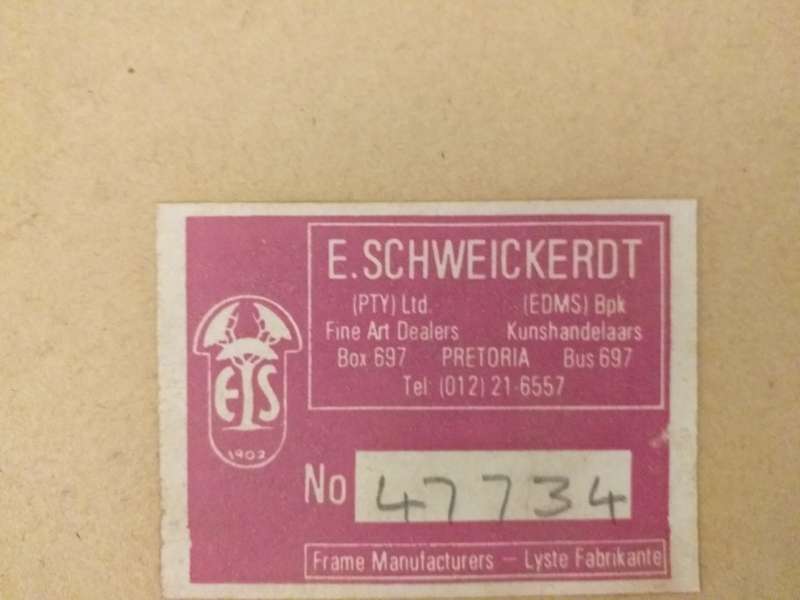 E. SCHWEICKERDT
(PTY) Ltd. (EDMS) Bpk
Fine Art Dealers Kunshandelaars
Box 697 PRETORIA Bus 697
Tel: (012) 21-6557
ES
1902
No 47734
Frame Manufacturers — Lyste Fabrikante